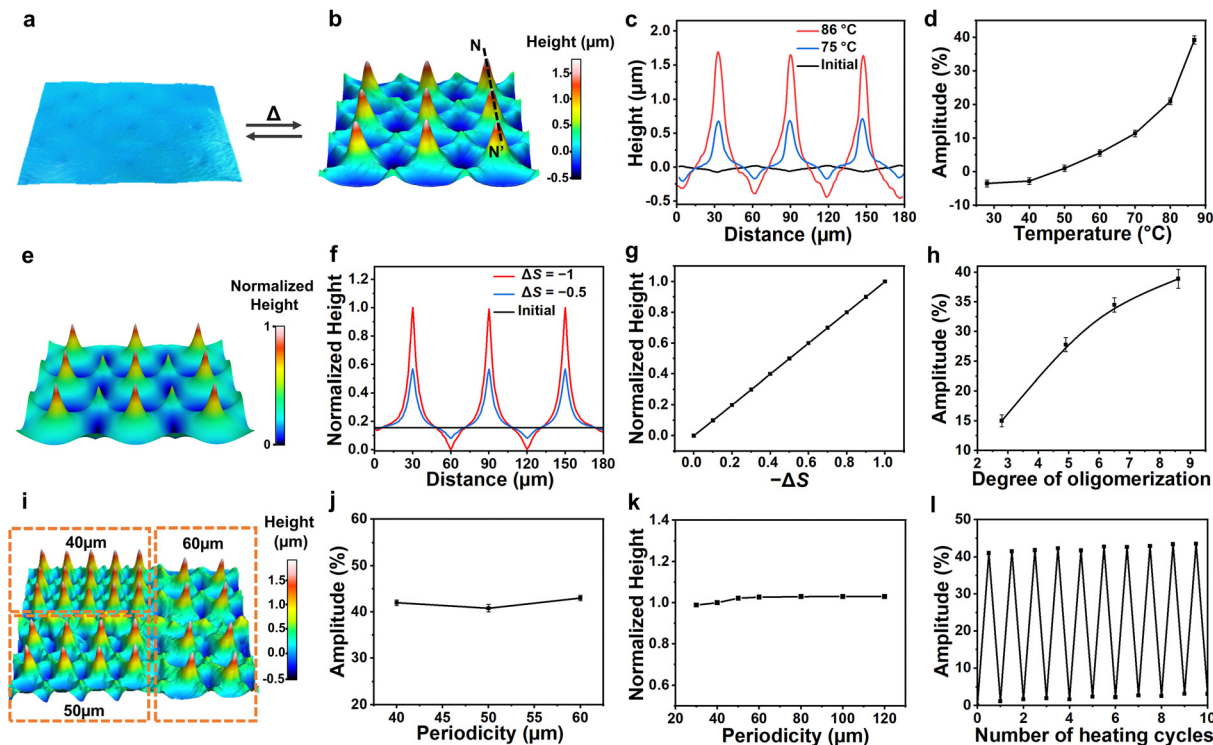 a
Δ
b
Height (µm)
N
N'
1.5
1.0
0.5
0.0
-0.5
c
86 °C
75 °C
Initial
Height (µm)
2.0
1.5
1.0
0.5
0.0
-0.5
0 30 60 90 120 150 180
Distance (µm)
d
Amplitude (%)
40
30
20
10
0
-10
30 40 50 60 70 80 90
Temperature (°C)
e
Normalized
Height
1
0
f
ΔS = −1
ΔS = −0.5
Initial
Normalized Height
1.2
1.0
0.8
0.6
0.4
0.2
0.0
0 30 60 90 120 150 180
Distance (µm)
g
Normalized Height
1.0
0.8
0.6
0.4
0.2
0.0
0.0 0.2 0.4 0.6 0.8 1.0
−ΔS
h
Amplitude (%)
40
35
30
25
20
15
10
2 3 4 5 6 7 8 9
Degree of oligomerization
i
40µm
60µm
50µm
Height
(µm)
1.5
1.0
0.5
0.0
-0.5
j
Amplitude (%)
60
50
40
30
20
40 45 50 55 60
Periodicity (µm)
k
Normalized Height
1.4
1.2
1.0
0.8
0.6
20 40 60 80 100 120
Periodicity (µm)
l
Amplitude (%)
50
40
30
20
10
0
0 2 4 6 8 10
Number of heating cycles